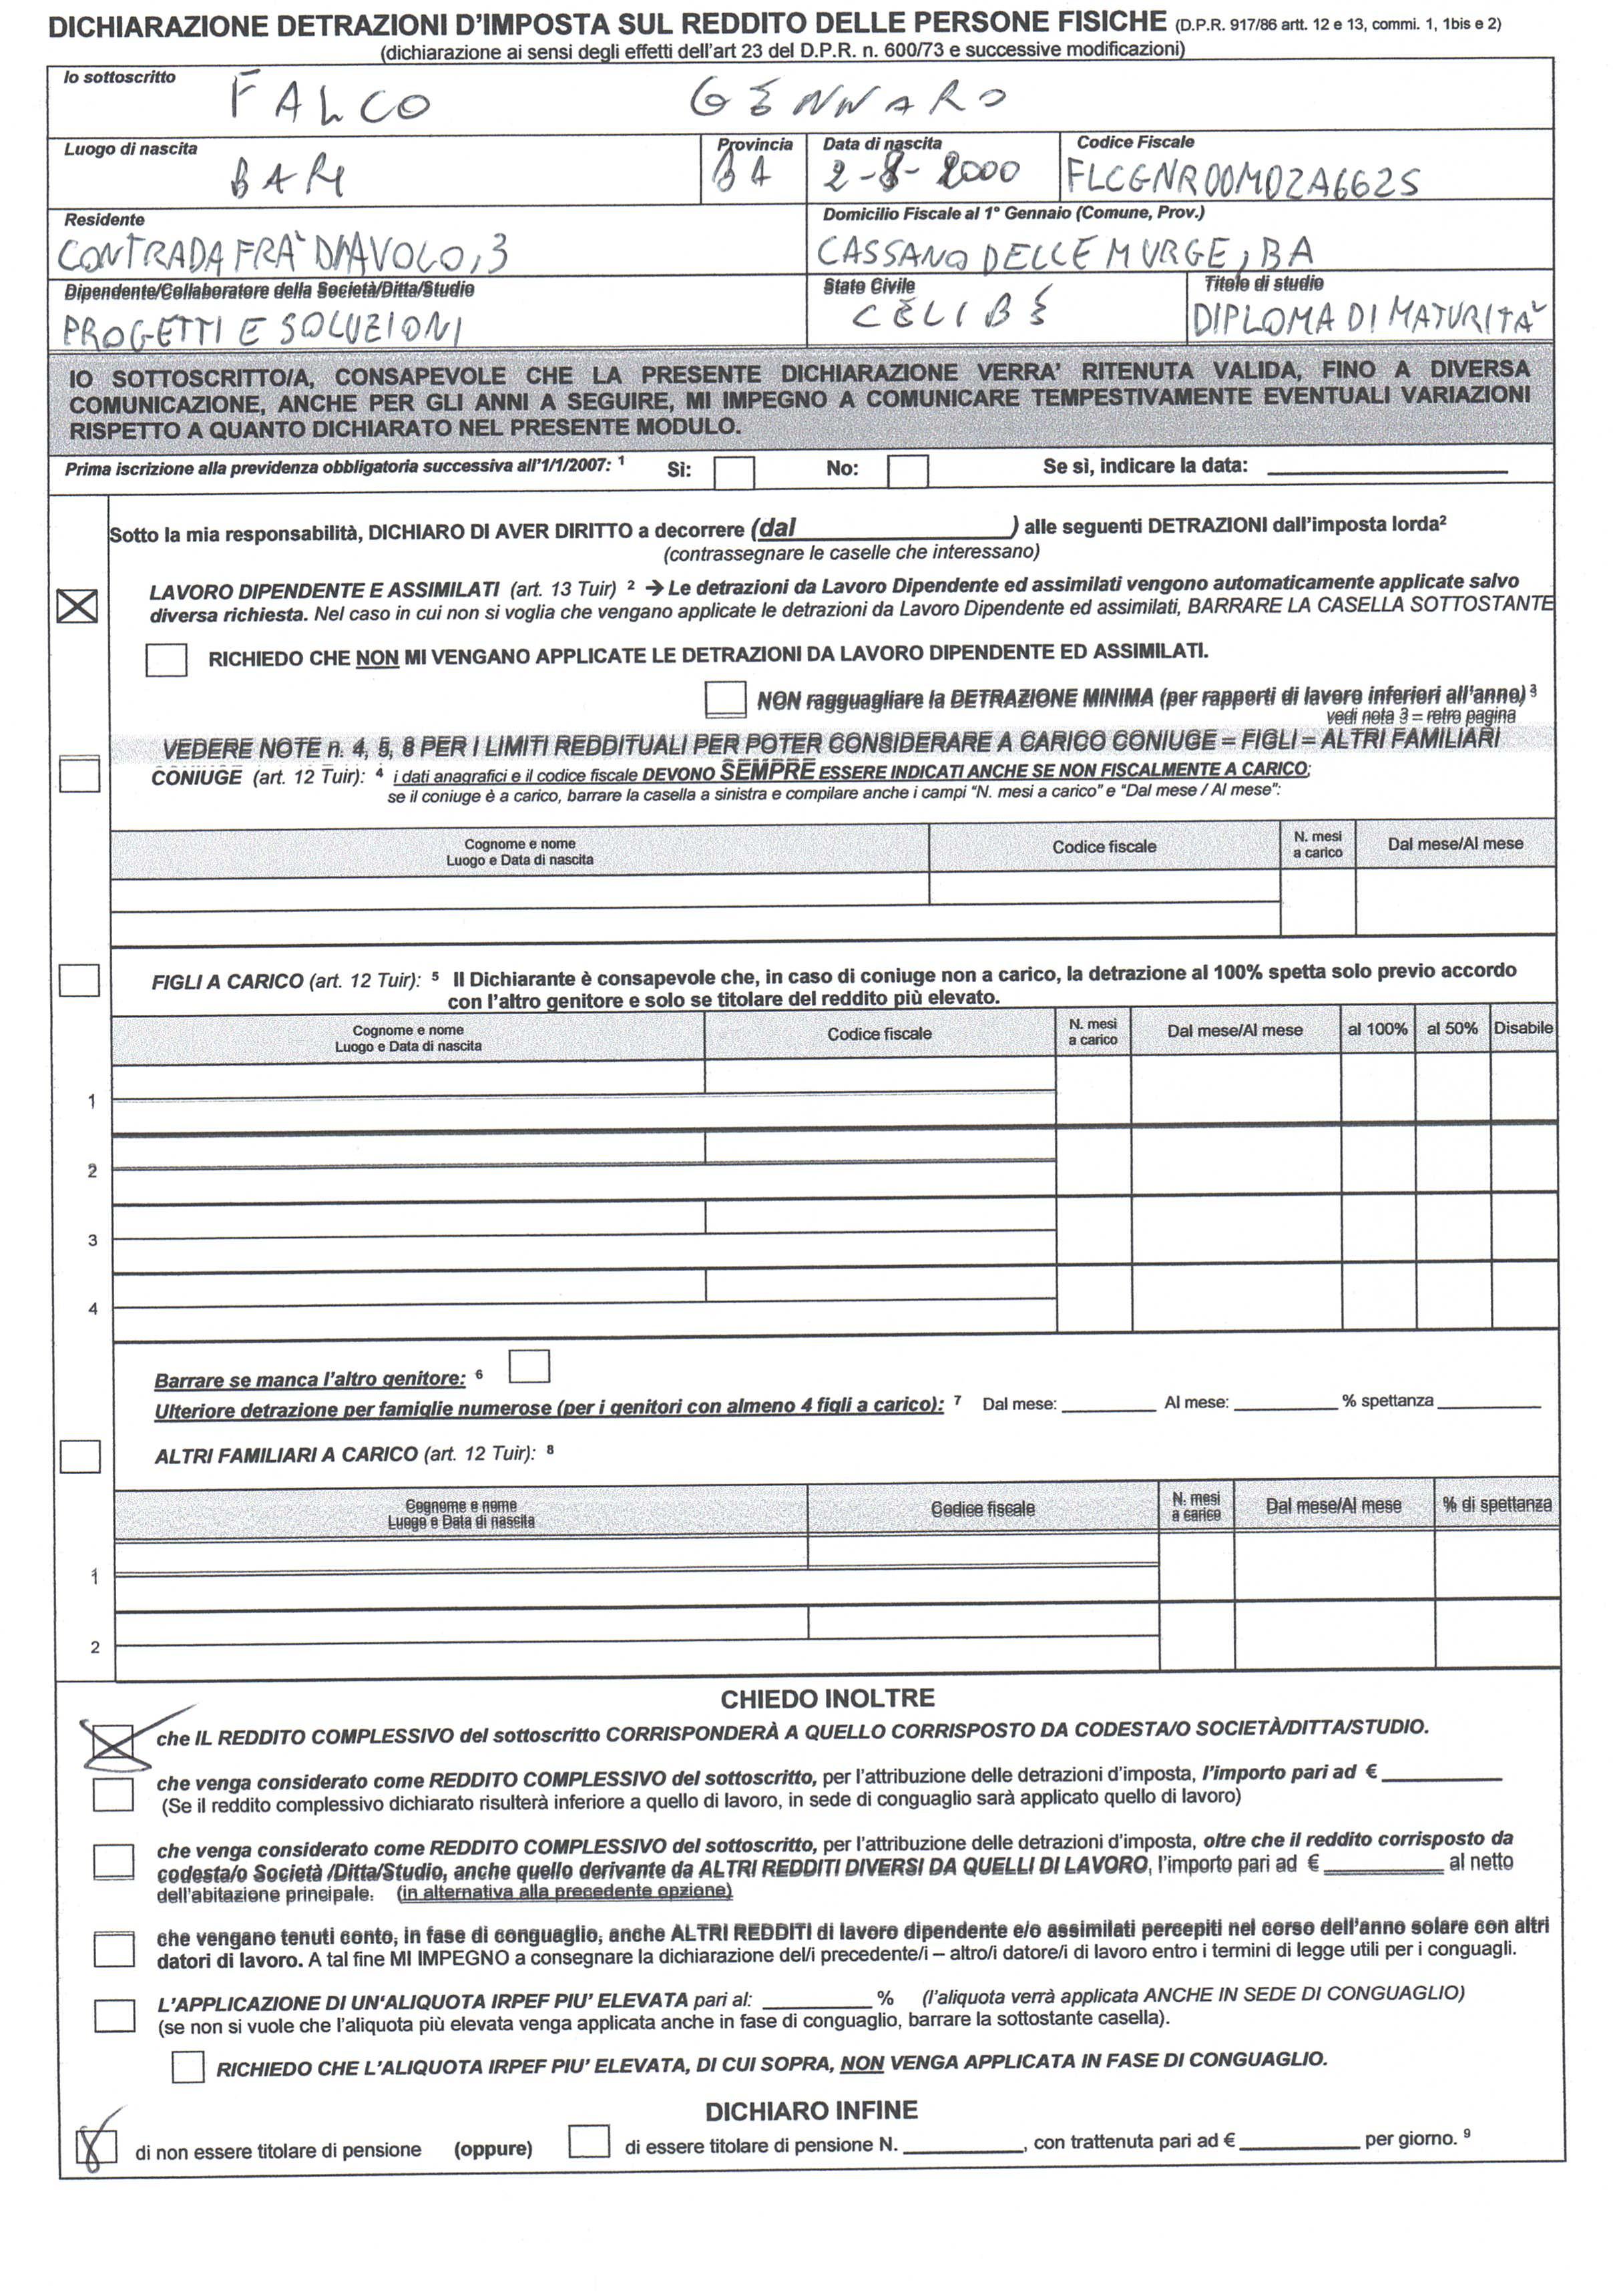 DICHIARAZIONE DETRAZIONI D'IMPOSTA SUL REDDITO DELLE PERSONE FISICHE (D.P.R. 917/86 artt. 12 e 13, commi. 1, 1bis e 2)
(dichiarazione ai sensi degli effetti dell'art 23 del D.P.R. n. 600/73 e successive modificazioni)
Io sottoscritto
FALCO GENNARO
Luogo di nascita Provincia Data di nascita Codice Fiscale
BARI BA 2-8-2000 FLCGNR00M02A662S
Residente Domicilio Fiscale al 1° Gennaio (Comune, Prov.)
CONTRADA FRA' DIAVOLO, 3 CASSANO DELLE MURGE, BA
Dipendente/Collaboratore della Società/Ditta/Studio Stato Civile Titolo di studio
PROGETTI E SOLUZIONI CELIBE DIPLOMA DI MATURITA'
IO SOTTOSCRITTO/A, CONSAPEVOLE CHE LA PRESENTE DICHIARAZIONE VERRA' RITENUTA VALIDA, FINO A DIVERSA
COMUNICAZIONE, ANCHE PER GLI ANNI A SEGUIRE, MI IMPEGNO A COMUNICARE TEMPESTIVAMENTE EVENTUALI VARIAZIONI
RISPETTO A QUANTO DICHIARATO NEL PRESENTE MODULO.
Prima iscrizione alla previdenza obbligatoria successiva all'1/1/2007: 1 Sì: No: Se sì, indicare la data:
Sotto la mia responsabilità, DICHIARO DI AVER DIRITTO a decorrere (dal ) alle seguenti DETRAZIONI dall'imposta lorda2
(contrassegnare le caselle che interessano)
LAVORO DIPENDENTE E ASSIMILATI (art. 13 Tuir) 2 → Le detrazioni da Lavoro Dipendente ed assimilati vengono automaticamente applicate salvo
diversa richiesta. Nel caso in cui non si voglia che vengano applicate le detrazioni da Lavoro Dipendente ed assimilati, BARRARE LA CASELLA SOTTOSTANTE
RICHIEDO CHE NON MI VENGANO APPLICATE LE DETRAZIONI DA LAVORO DIPENDENTE ED ASSIMILATI.
NON ragguagliare la DETRAZIONE MINIMA (per rapporti di lavoro inferiori all'anno) 3
vedi nota 3 = retro pagina
VEDERE NOTE n. 4, 5, 8 PER I LIMITI REDDITUALI PER POTER CONSIDERARE A CARICO CONIUGE = FIGLI = ALTRI FAMILIARI
CONIUGE (art. 12 Tuir): 4 i dati anagrafici e il codice fiscale DEVONO SEMPRE ESSERE INDICATI ANCHE SE NON FISCALMENTE A CARICO;
se il coniuge è a carico, barrare la casella a sinistra e compilare anche i campi "N. mesi a carico" e "Dal mese / Al mese":
Cognome e nome
Luogo e Data di nascita Codice fiscale N. mesi a carico Dal mese/Al mese
FIGLI A CARICO (art. 12 Tuir): 5 Il Dichiarante è consapevole che, in caso di coniuge non a carico, la detrazione al 100% spetta solo previo accordo
con l'altro genitore e solo se titolare del reddito più elevato.
Cognome e nome
Luogo e Data di nascita Codice fiscale N. mesi a carico Dal mese/Al mese al 100% al 50% Disabile
1
2
3
4
Barrare se manca l'altro genitore: 6
Ulteriore detrazione per famiglie numerose (per i genitori con almeno 4 figli a carico): 7 Dal mese: Al mese: % spettanza
ALTRI FAMILIARI A CARICO (art. 12 Tuir): 8
Cognome e nome
Luogo e Data di nascita Codice fiscale N. mesi a carico Dal mese/Al mese % di spettanza
1
2
CHIEDO INOLTRE
che IL REDDITO COMPLESSIVO del sottoscritto CORRISPONDERÀ A QUELLO CORRISPOSTO DA CODESTA/O SOCIETÀ/DITTA/STUDIO.
che venga considerato come REDDITO COMPLESSIVO del sottoscritto, per l'attribuzione delle detrazioni d'imposta, l'importo pari ad €
(Se il reddito complessivo dichiarato risulterà inferiore a quello di lavoro, in sede di conguaglio sarà applicato quello di lavoro)
che venga considerato come REDDITO COMPLESSIVO del sottoscritto, per l'attribuzione delle detrazioni d'imposta, oltre che il reddito corrisposto da
codesta/o Società /Ditta/Studio, anche quello derivante da ALTRI REDDITI DIVERSI DA QUELLI DI LAVORO, l'importo pari ad € al netto
dell'abitazione principale. (in alternativa alla precedente opzione)
che vengano tenuti conto, in fase di conguaglio, anche ALTRI REDDITI di lavoro dipendente e/o assimilati percepiti nel corso dell'anno solare con altri
datori di lavoro. A tal fine MI IMPEGNO a consegnare la dichiarazione del/i precedente/i – altro/i datore/i di lavoro entro i termini di legge utili per i conguagli.
L'APPLICAZIONE DI UN'ALIQUOTA IRPEF PIU' ELEVATA pari al: % (l'aliquota verrà applicata ANCHE IN SEDE DI CONGUAGLIO)
(se non si vuole che l'aliquota più elevata venga applicata anche in fase di conguaglio, barrare la sottostante casella).
RICHIEDO CHE L'ALIQUOTA IRPEF PIU' ELEVATA, DI CUI SOPRA, NON VENGA APPLICATA IN FASE DI CONGUAGLIO.
DICHIARO INFINE
di non essere titolare di pensione (oppure) di essere titolare di pensione N. , con trattenuta pari ad € per giorno. 9